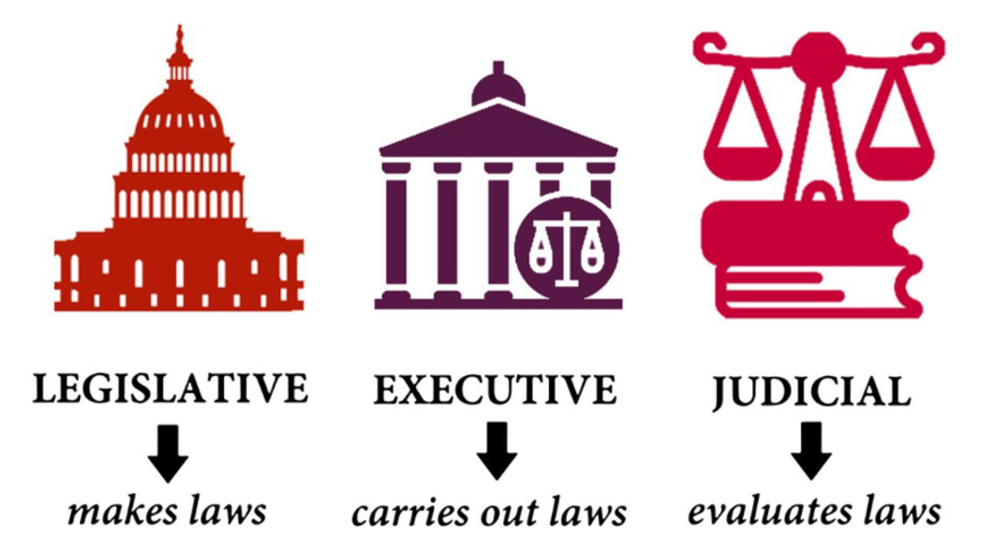 LEGISLATIVE
EXECUTIVE
JUDICIAL
makes laws
carries out laws
evaluates laws